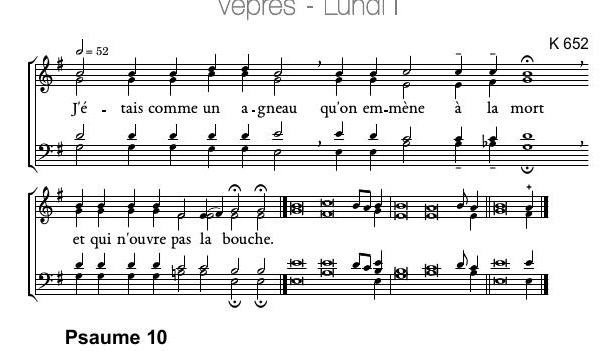 Vêpres - Lundi I
= 52
K 652
J'é - tais comme un a-gneau qu'on em-mène à la mort
et qui n'ouvre pas la bouche.
Psaume 10